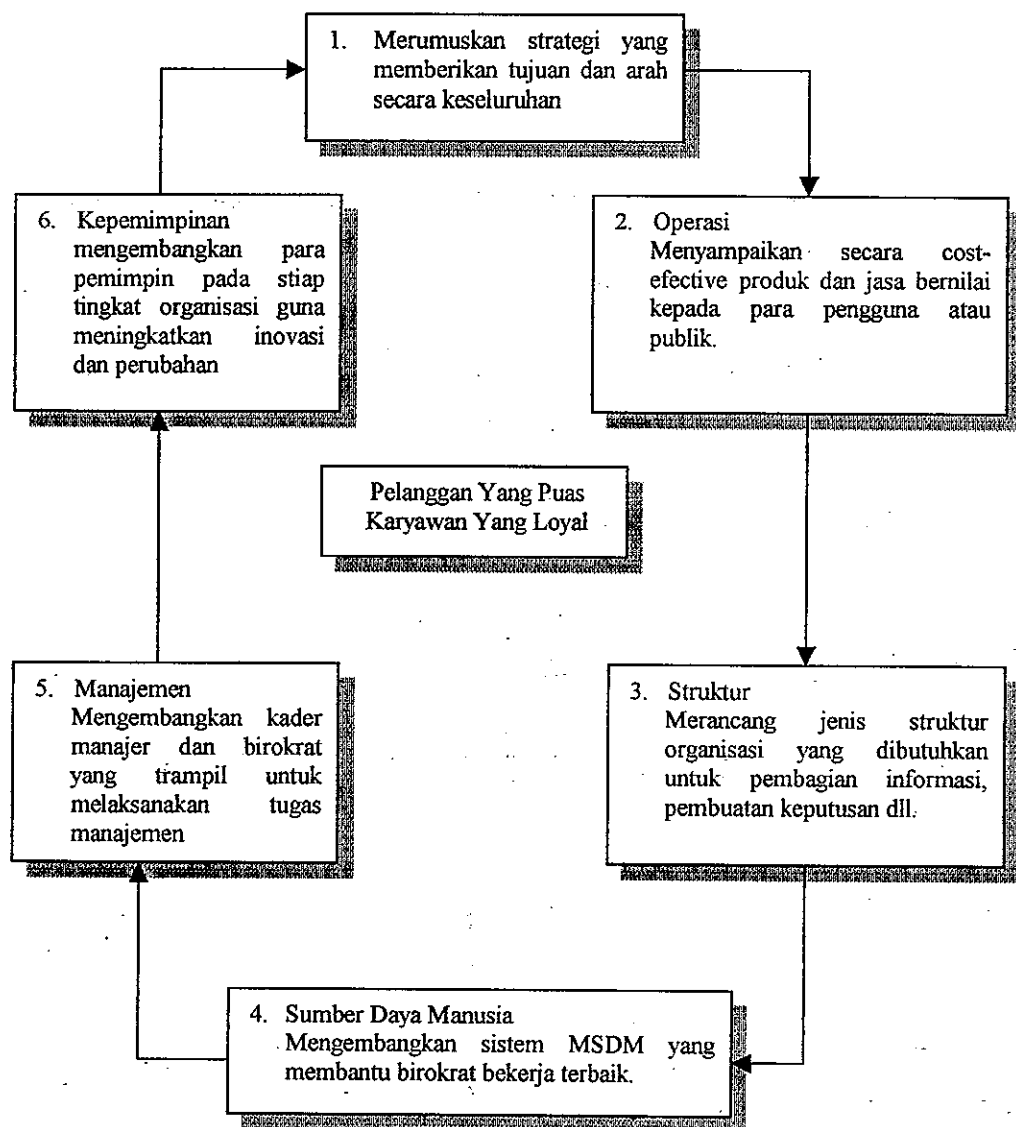 1. Merumuskan strategi yang
memberikan tujuan dan arah
secara keseluruhan
6. Kepemimpinan
mengembangkan para
pemimpin pada stiap
tingkat organisasi guna
meningkatkan inovasi
dan perubahan
2. Operasi
Menyampaikan secara cost-
efective produk dan jasa bernilai
kepada para pengguna atau
publik.
Pelanggan Yang Puas
Karyawan Yang Loyal
5. Manajemen
Mengembangkan kader
manajer dan birokrat
yang trampil untuk
melaksanakan tugas
manajemen
3. Struktur
Merancang jenis struktur
organisasi yang dibutuhkan
untuk pembagian informasi,
pembuatan keputusan dll.
4. Sumber Daya Manusia
Mengembangkan sistem MSDM yang
membantu birokrat bekerja terbaik.